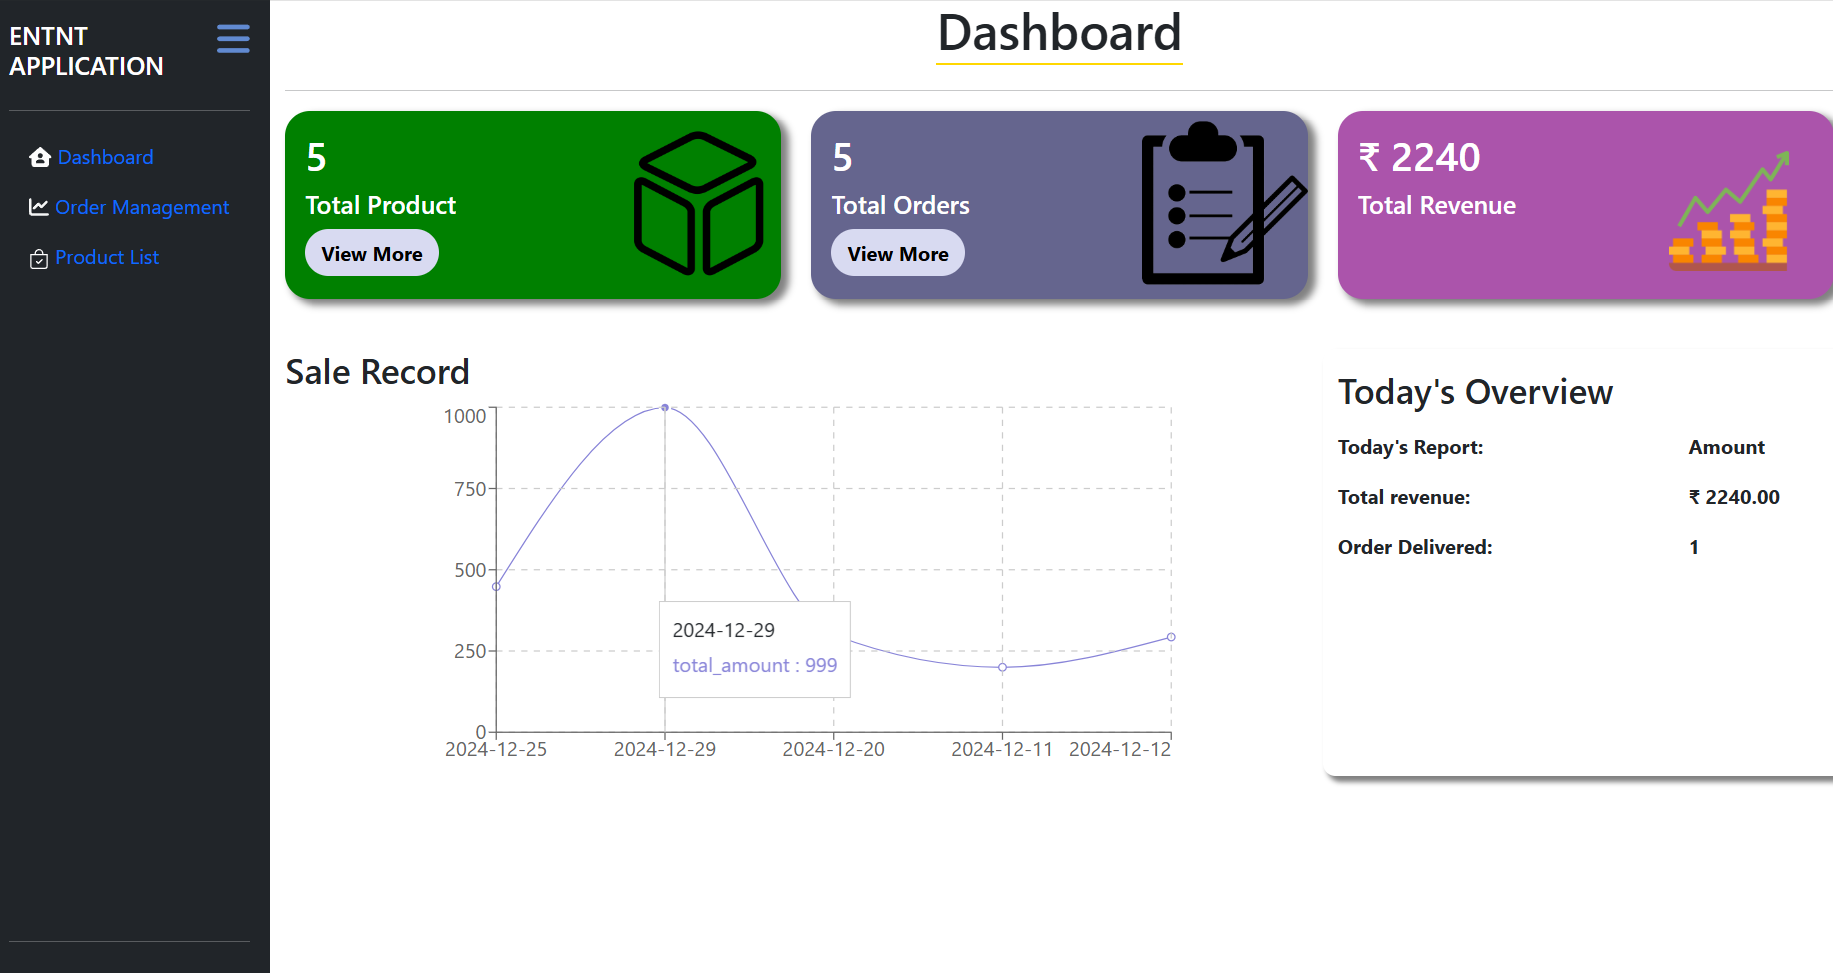 ENTNT
APPLICATION
Dashboard
Order Management
Product List
Dashboard
5
Total Product
View More
5
Total Orders
View More
₹ 2240
Total Revenue
Sale Record
1000
750
500
250
0
2024-12-25 2024-12-29 2024-12-20 2024-12-11 2024-12-12
2024-12-29
total_amount : 999
Today's Overview
Today's Report: Amount
Total revenue: ₹ 2240.00
Order Delivered: 1